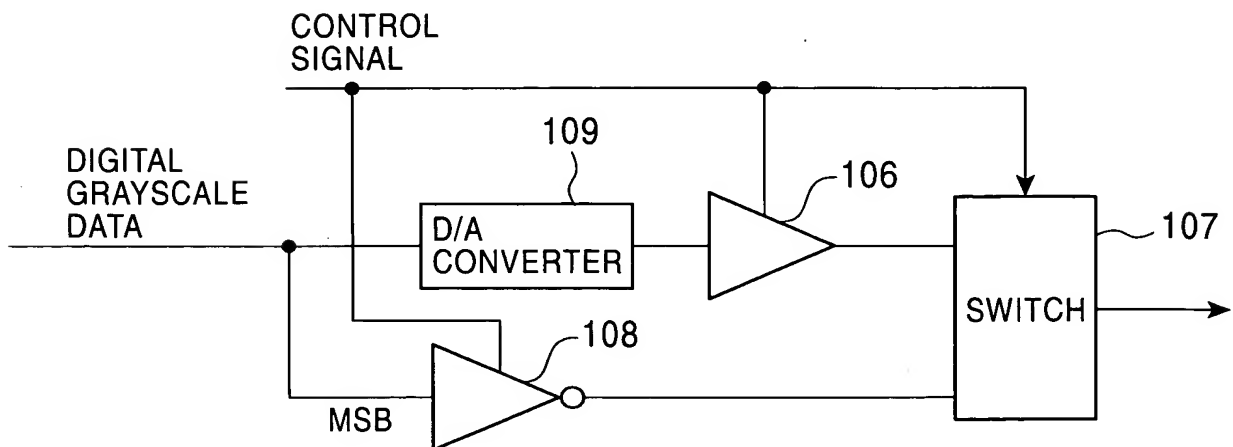 CONTROL
SIGNAL
109
DIGITAL
GRAYSCALE
DATA
106
D/A
CONVERTER
107
SWITCH
108
MSB